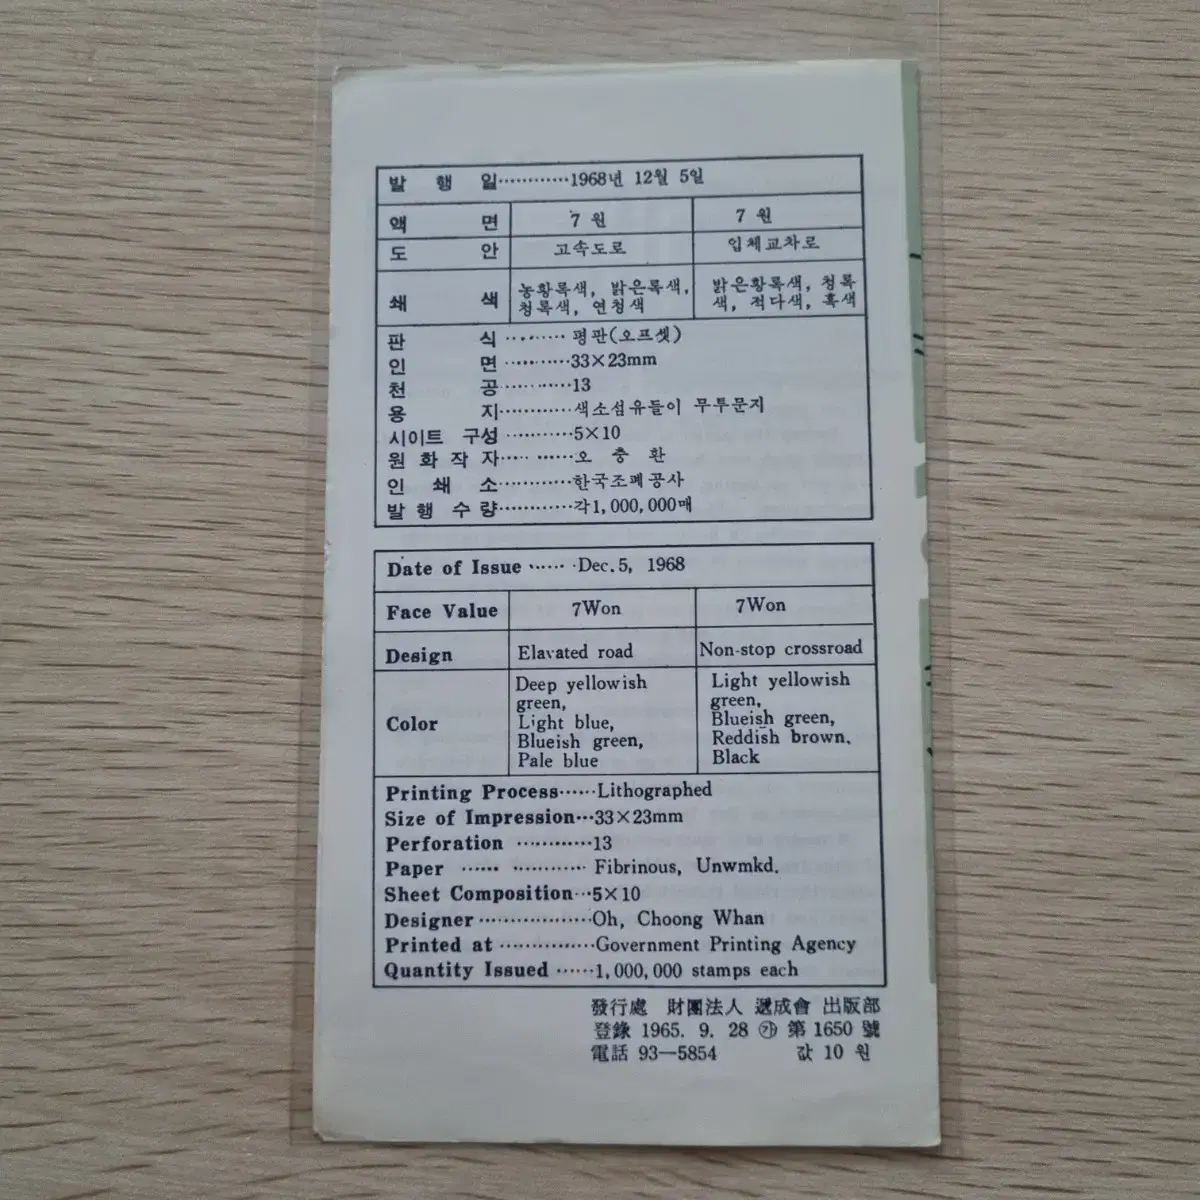 발 행 일············1968년 12월 5일
액 면 7 원 7 원
도 안 고속도로 입체교차로
쇄 색 농황록색, 밝은록색, 청록색, 연청색 밝은황록색, 청록색, 적다색, 흑색
판 식··········평판(오프셋)
인 면··········33×23mm
천 공············13
용 지············색소섬유들이 무투문지
시이트 구성···········5×10
원 화 작 자············오 충 환
인 쇄 소············한국조폐공사
발 행 수 량············각1,000,000매
Date of Issue ······ ·Dec. 5, 1968
Face Value 7Won 7Won
Design Elavated road Non-stop crossroad
Color Deep yellowish green, Light blue, Blueish green, Pale blue Light yellowish green, Blueish green, Reddish brown, Black
Printing Process······Lithographed
Size of Impression···33×23mm
Perforation ············13
Paper ······ ············ Fibrinous, Unwmkd.
Sheet Composition···5×10
Designer··················Oh, Choong Whan
Printed at ···············Government Printing Agency
Quantity Issued ······1,000,000 stamps each
發行處 財團法人 遞成會 出版部
登錄 1965. 9. 28 ㉮ 第 1650 號
電話 93—5854 값 10 원